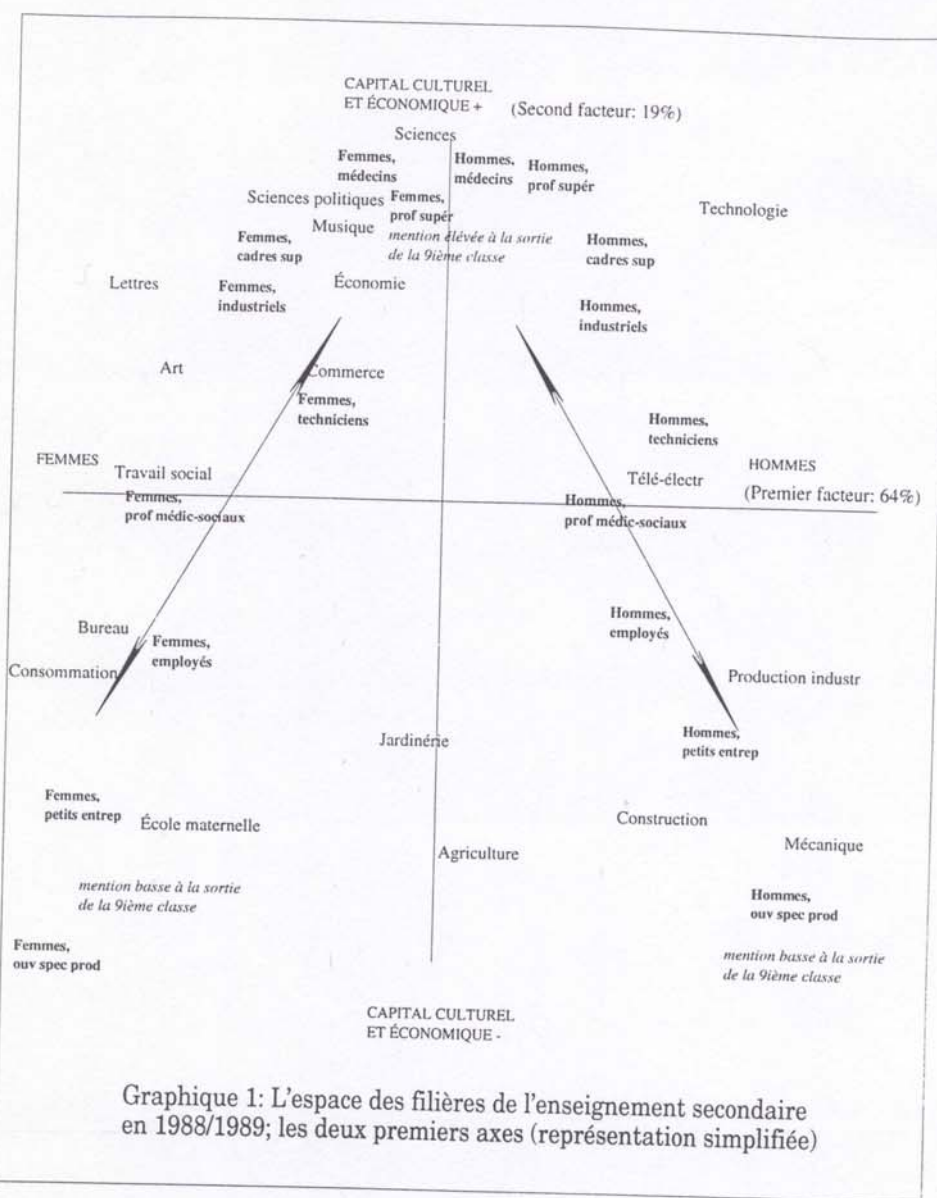 CAPITAL CULTUREL
ET ÉCONOMIQUE + (Second facteur: 19%)
Sciences
Femmes,
médecins
Hommes,
médecins
Hommes,
prof supér
Sciences politiques
Femmes,
prof supér
Technologie
Musique
mention élévée à la sortie
de la 9ième classe
Femmes,
cadres sup
Hommes,
cadres sup
Lettres
Femmes,
industriels
Économie
Hommes,
industriels
Art
Commerce
Femmes,
techniciens
Hommes,
techniciens
FEMMES
Travail social
Télé-électr
HOMMES
(Premier facteur: 64%)
Femmes,
prof médic-sociaux
Hommes,
prof médic-sociaux
Bureau
Femmes,
employés
Hommes,
employés
Consommation
Production industr
Jardinérie
Hommes,
petits entrep
Femmes,
petits entrep
École maternelle
Construction
Mécanique
Agriculture
mention basse à la sortie
de la 9ième classe
Hommes,
ouv spec prod
Femmes,
ouv spec prod
mention basse à la sortie
de la 9ième classe
CAPITAL CULTUREL
ET ÉCONOMIQUE -
Graphique 1: L'espace des filières de l'enseignement secondaire
en 1988/1989; les deux premiers axes (représentation simplifiée)